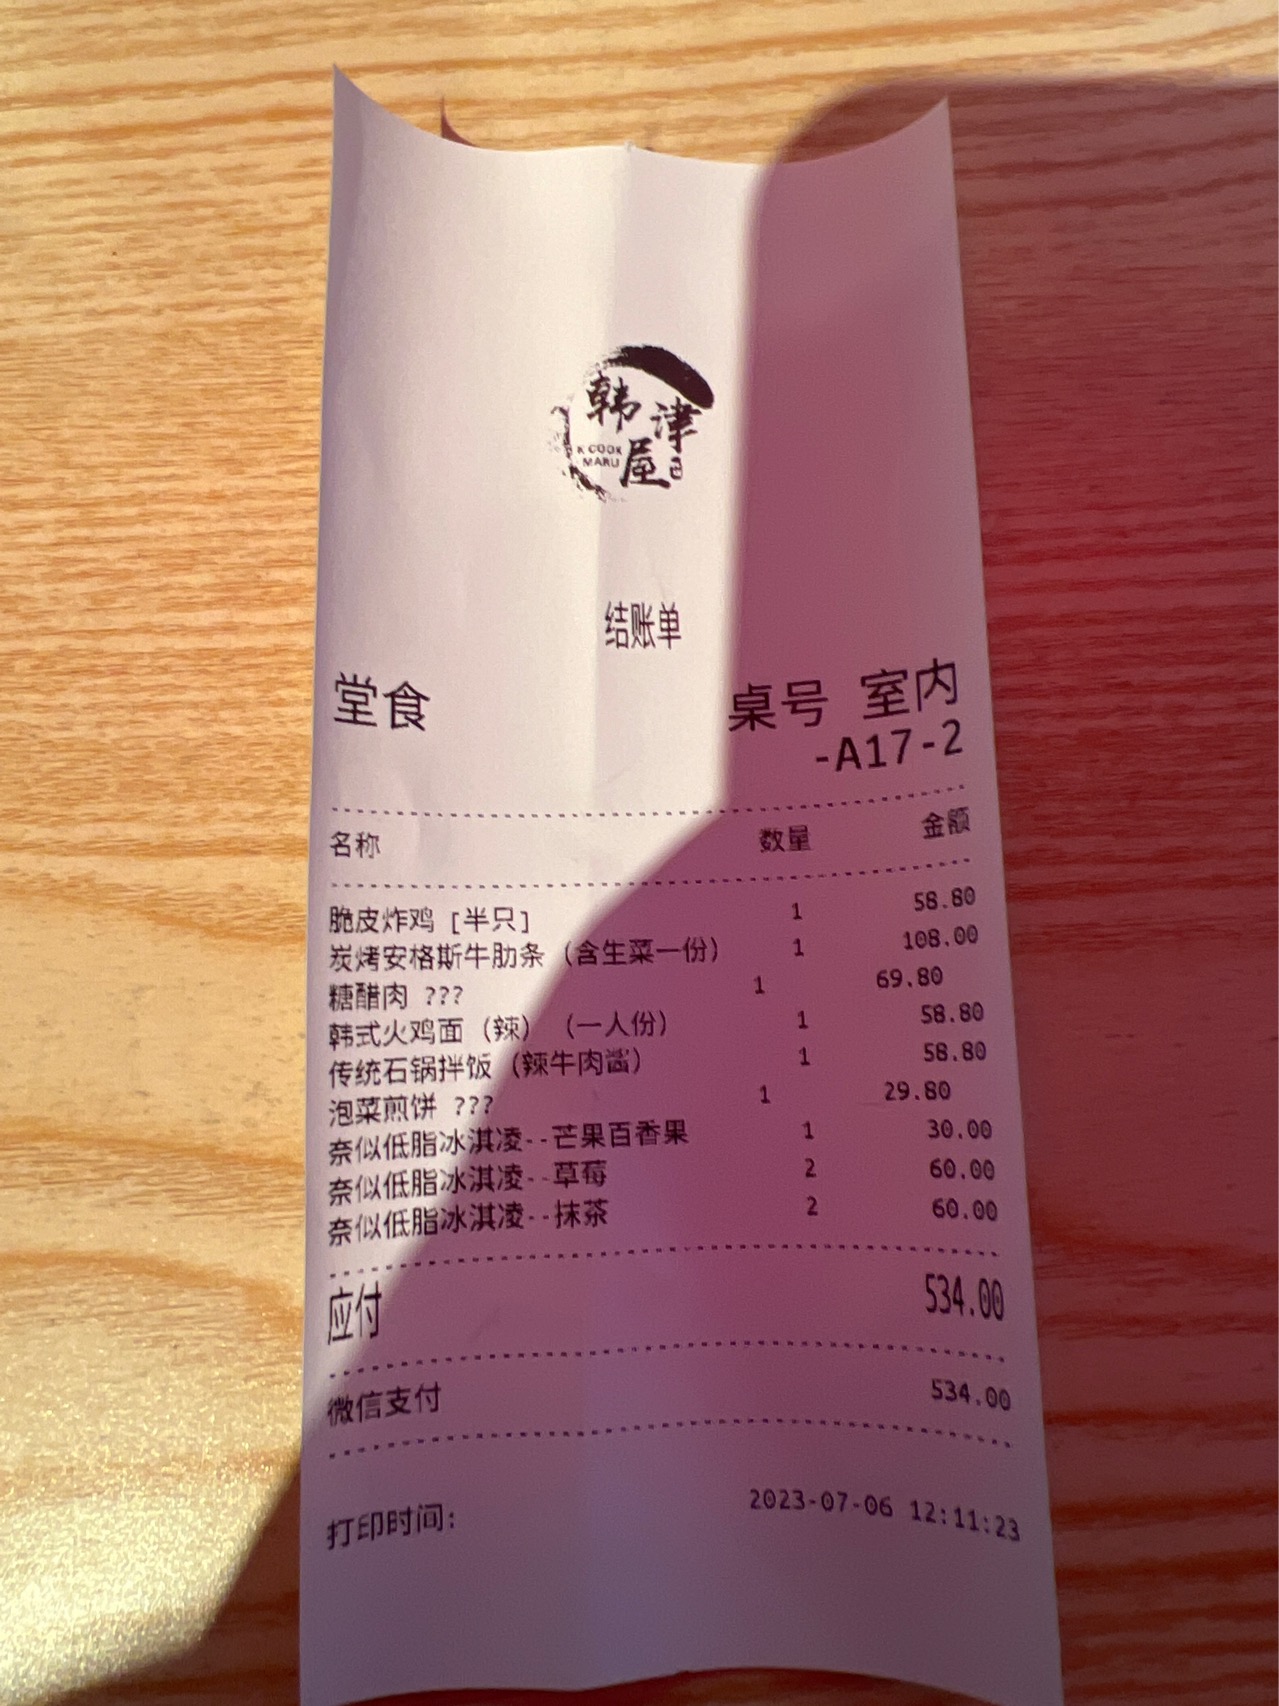 韩津
K COOK
MARU
屋
结账单
堂食 桌号 室内
-A17-2
名称 数量 金额
脆皮炸鸡 [半只] 1 58.80
炭烤安格斯牛肋条 (含生菜一份) 1 108.00
糖醋肉 ??? 1 69.80
韩式火鸡面 (辣) (一人份) 1 58.80
传统石锅拌饭 (辣牛肉酱) 1 58.80
泡菜煎饼 ??? 1 29.80
奈似低脂冰淇凌--芒果百香果 1 30.00
奈似低脂冰淇凌--草莓 2 60.00
奈似低脂冰淇凌--抹茶 2 60.00
应付 534.00
微信支付 534.00
打印时间: 2023-07-06 12:11:23